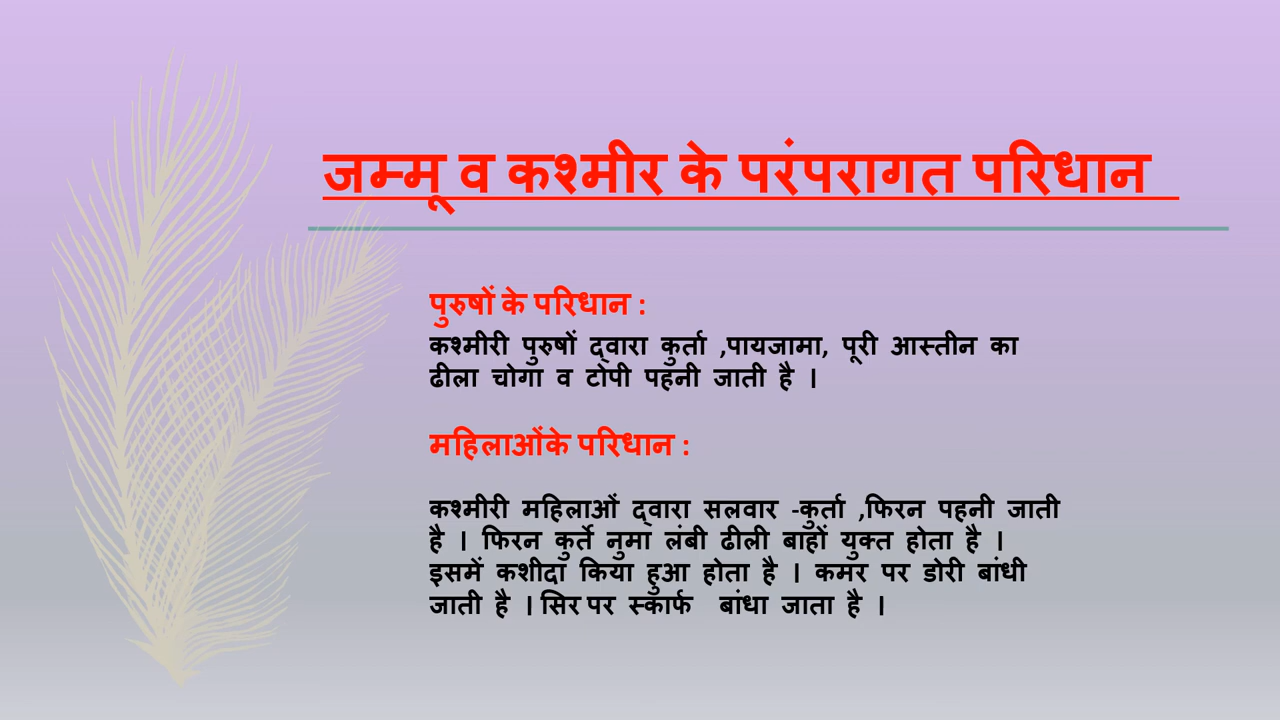 जम्मू व कश्मीर के परंपरागत परिधान
पुरुषों के परिधान :
कश्मीरी पुरुषों द्वारा कुर्ता ,पायजामा, पूरी आस्तीन का
ढीला चोगा व टोपी पहनी जाती है ।
महिलाओंके परिधान :
कश्मीरी महिलाओं द्वारा सलवार -कुर्ता ,फिरन पहनी जाती
है । फिरन कुर्ते नुमा लंबी ढीली बाहों युक्त होता है ।
इसमें कशीदा किया हुआ होता है । कमर पर डोरी बांधी
जाती है । सिर पर स्कार्फ बांधा जाता है ।